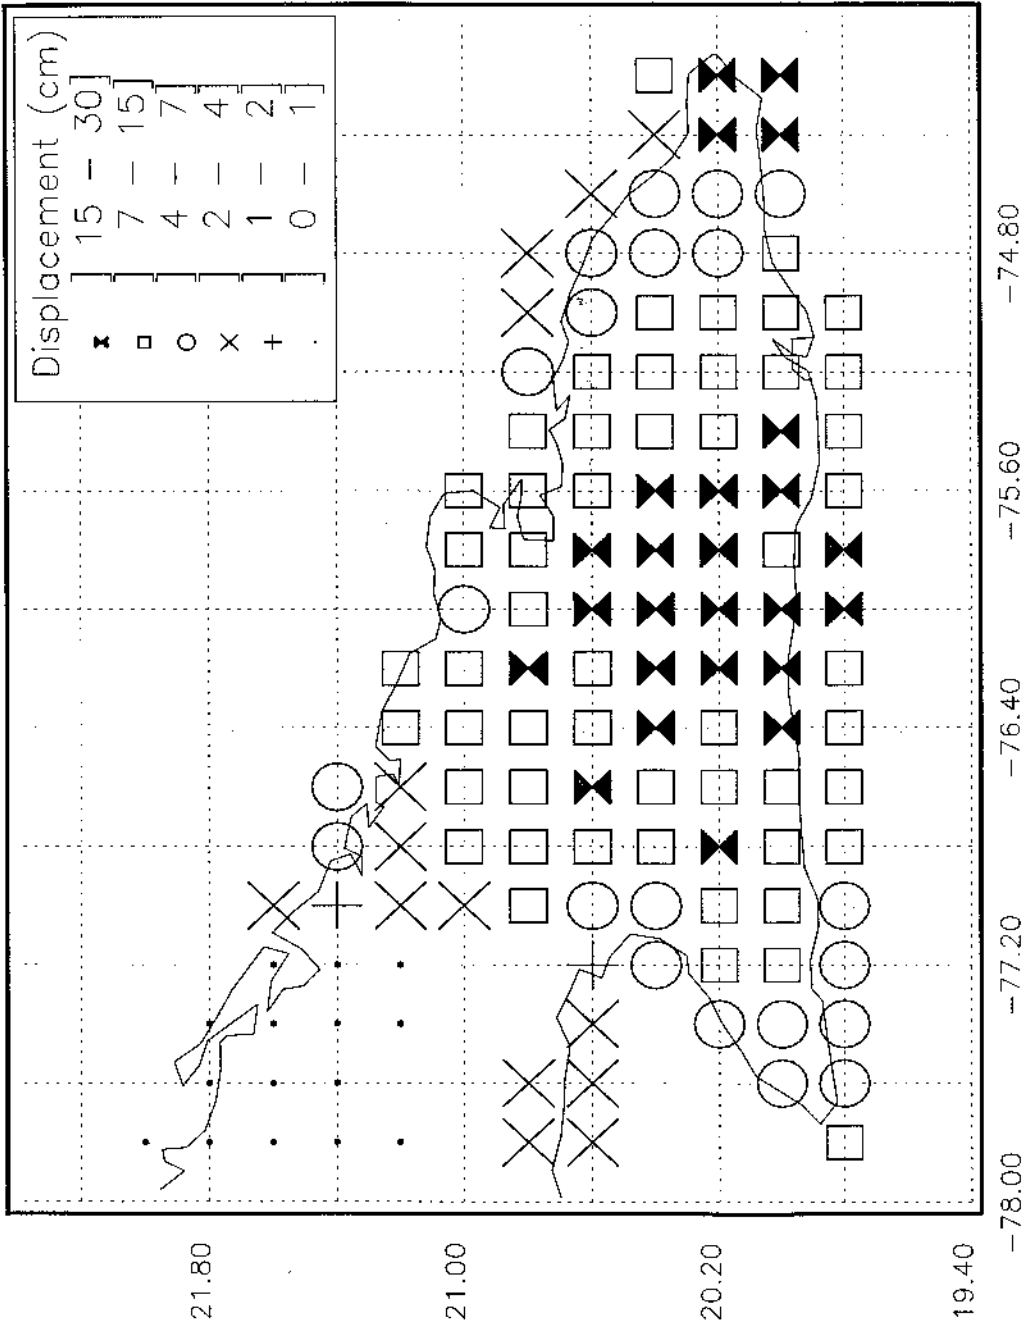 Displacement (cm)
[15 – 30]
[7 – 15]
[4 – 7]
[2 – 4]
[1 – 2]
[0 – 1]
21.80
21.00
20.20
19.40
−78.00
−77.20
−76.40
−75.60
−74.80